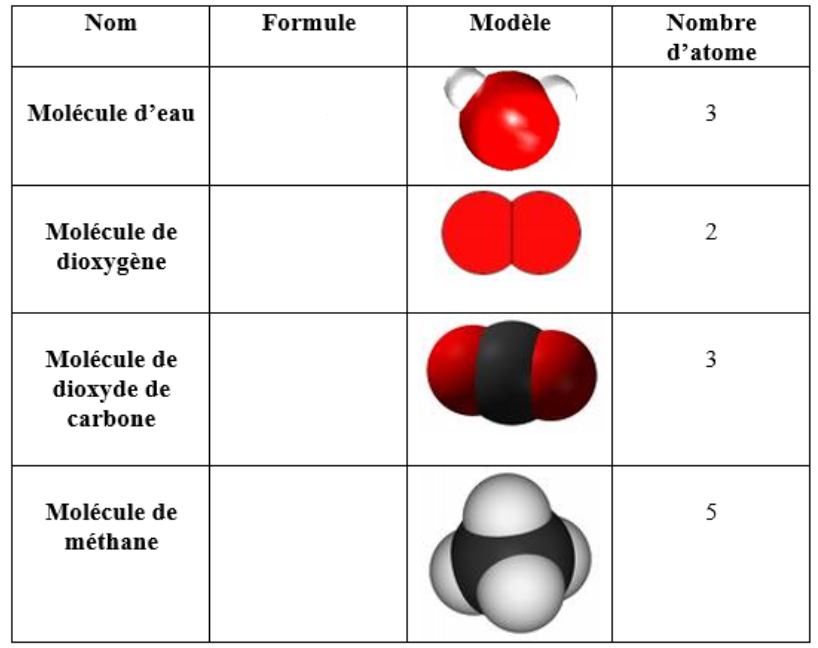 Nom Formule Modèle Nombre
d’atome
Molécule d’eau 3
Molécule de 2
dioxygène
Molécule de 3
dioxyde de
carbone
Molécule de 5
méthane